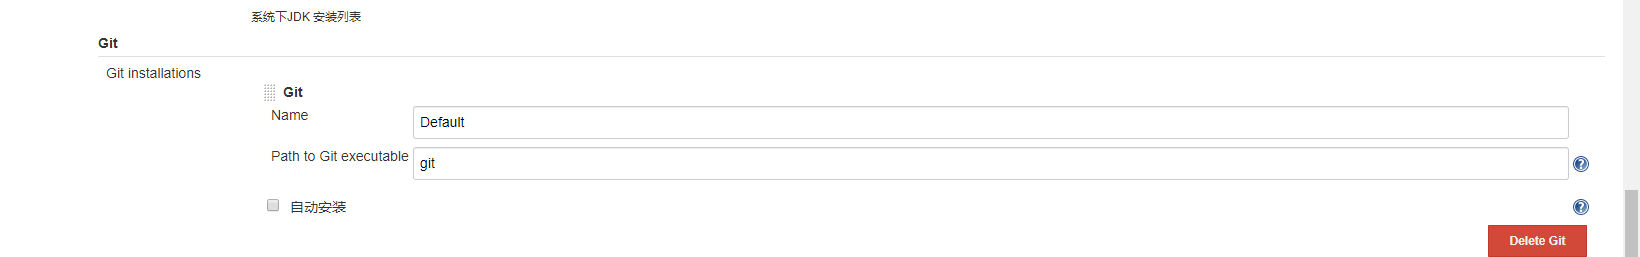 系统下JDK 安装列表
Git
Git installations
Git
Name
Default
Path to Git executable
git
自动安装
Delete Git